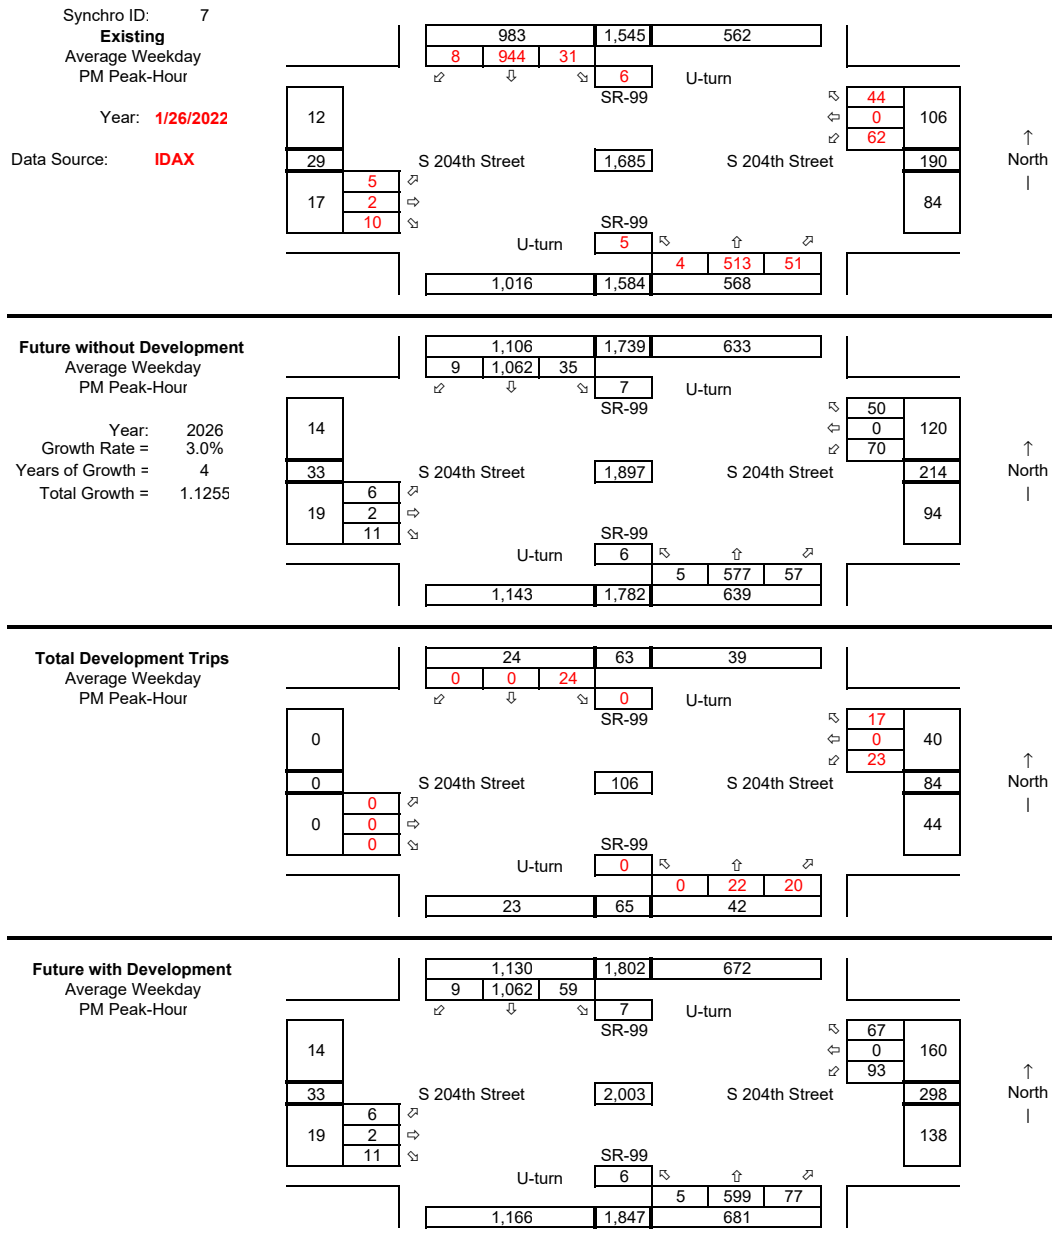 Synchro ID: 7
Existing
Average Weekday
PM Peak-Hour
Year: 1/26/2022
Data Source: IDAX
983 1,545 562
8 944 31
⬃ ⇩ ⬂ 6 U-turn
SR-99
⬁ 44
12 ⇦ 0 106
⬃ 62
↑
29 S 204th Street 1,685 S 204th Street 190 North
|
5 ⬀
17 2 ⇨ 84
10 ⬂ SR-99
U-turn 5 ⬁ ⇧ ⬀
4 513 51
1,016 1,584 568
Future without Development
Average Weekday
PM Peak-Hour
Year: 2026
Growth Rate = 3.0%
Years of Growth = 4
Total Growth = 1.1255
1,106 1,739 633
9 1,062 35
⬃ ⇩ ⬂ 7 U-turn
SR-99
⬁ 50
14 ⇦ 0 120
⬃ 70
↑
33 S 204th Street 1,897 S 204th Street 214 North
|
6 ⬀
19 2 ⇨ 94
11 ⬂ SR-99
U-turn 6 ⬁ ⇧ ⬀
5 577 57
1,143 1,782 639
Total Development Trips
Average Weekday
PM Peak-Hour
24 63 39
0 0 24
⬃ ⇩ ⬂ 0 U-turn
SR-99
⬁ 17
0 ⇦ 0 40
⬃ 23
↑
0 S 204th Street 106 S 204th Street 84 North
|
0 ⬀
0 0 ⇨ 44
0 ⬂ SR-99
U-turn 0 ⬁ ⇧ ⬀
0 22 20
23 65 42
Future with Development
Average Weekday
PM Peak-Hour
1,130 1,802 672
9 1,062 59
⬃ ⇩ ⬂ 7 U-turn
SR-99
⬁ 67
14 ⇦ 0 160
⬃ 93
↑
33 S 204th Street 2,003 S 204th Street 298 North
|
6 ⬀
19 2 ⇨ 138
11 ⬂ SR-99
U-turn 6 ⬁ ⇧ ⬀
5 599 77
1,166 1,847 681